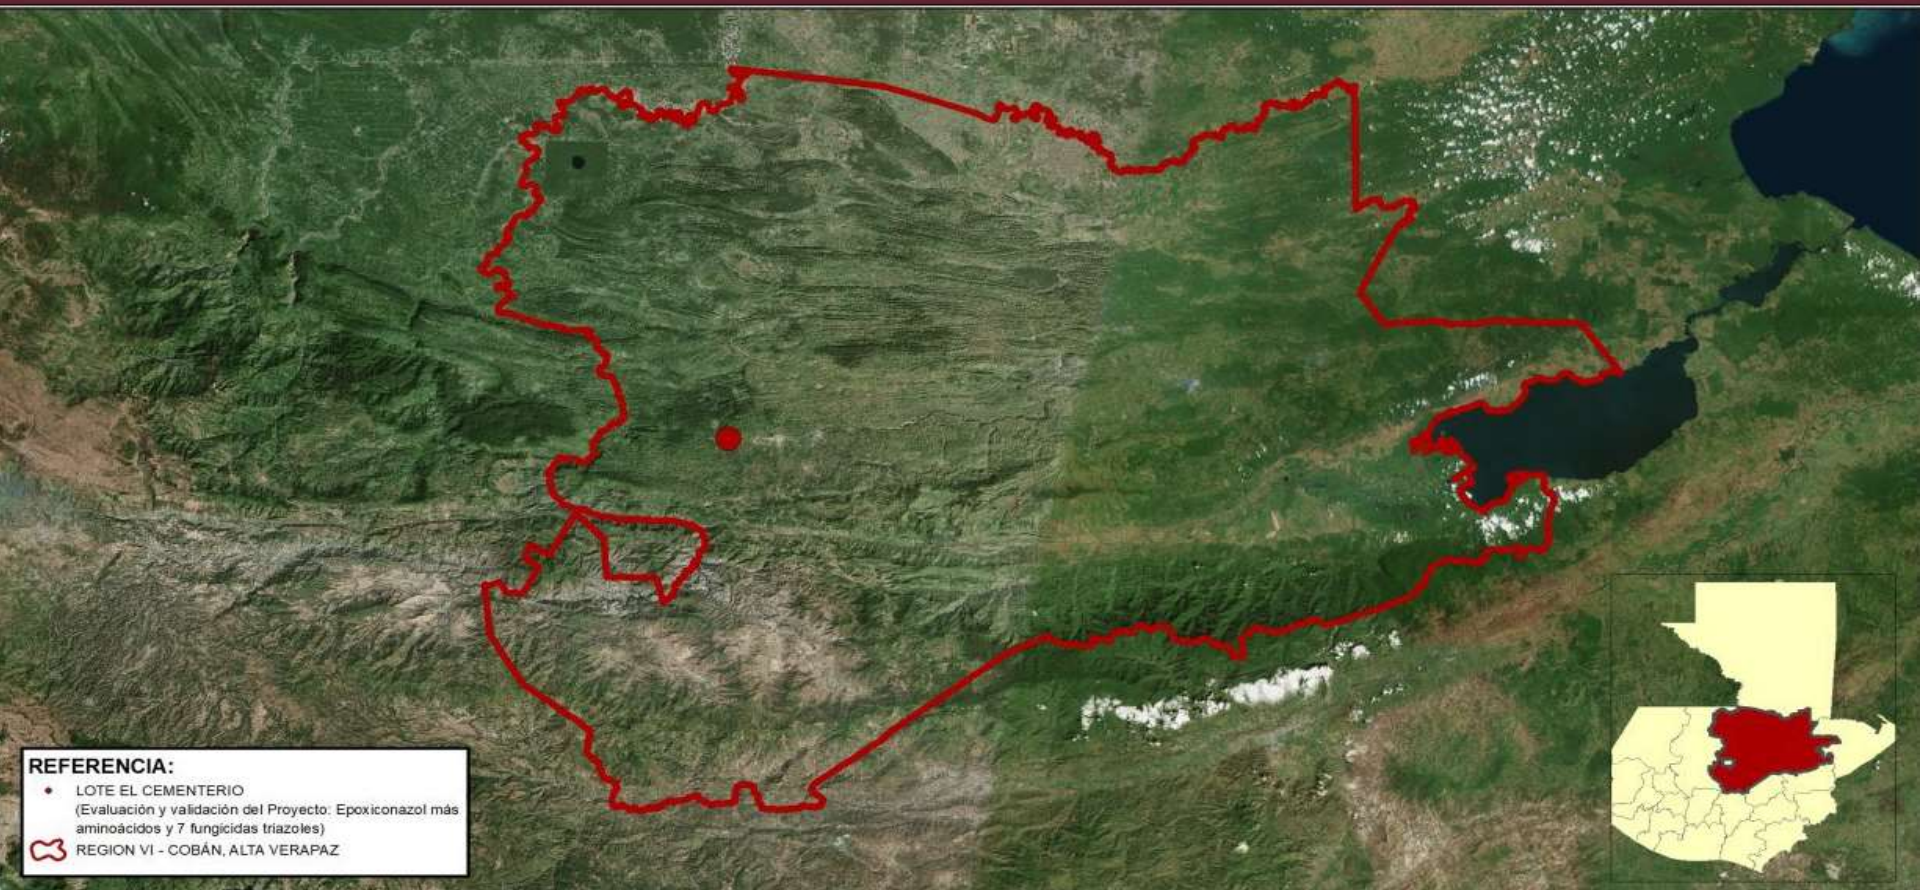 REFERENCIA:
LOTE EL CEMENTERIO
(Evaluación y validación del Proyecto: Epoxiconazol más
aminoácidos y 7 fungicidas triazoles)
REGION VI - COBÁN, ALTA VERAPAZ